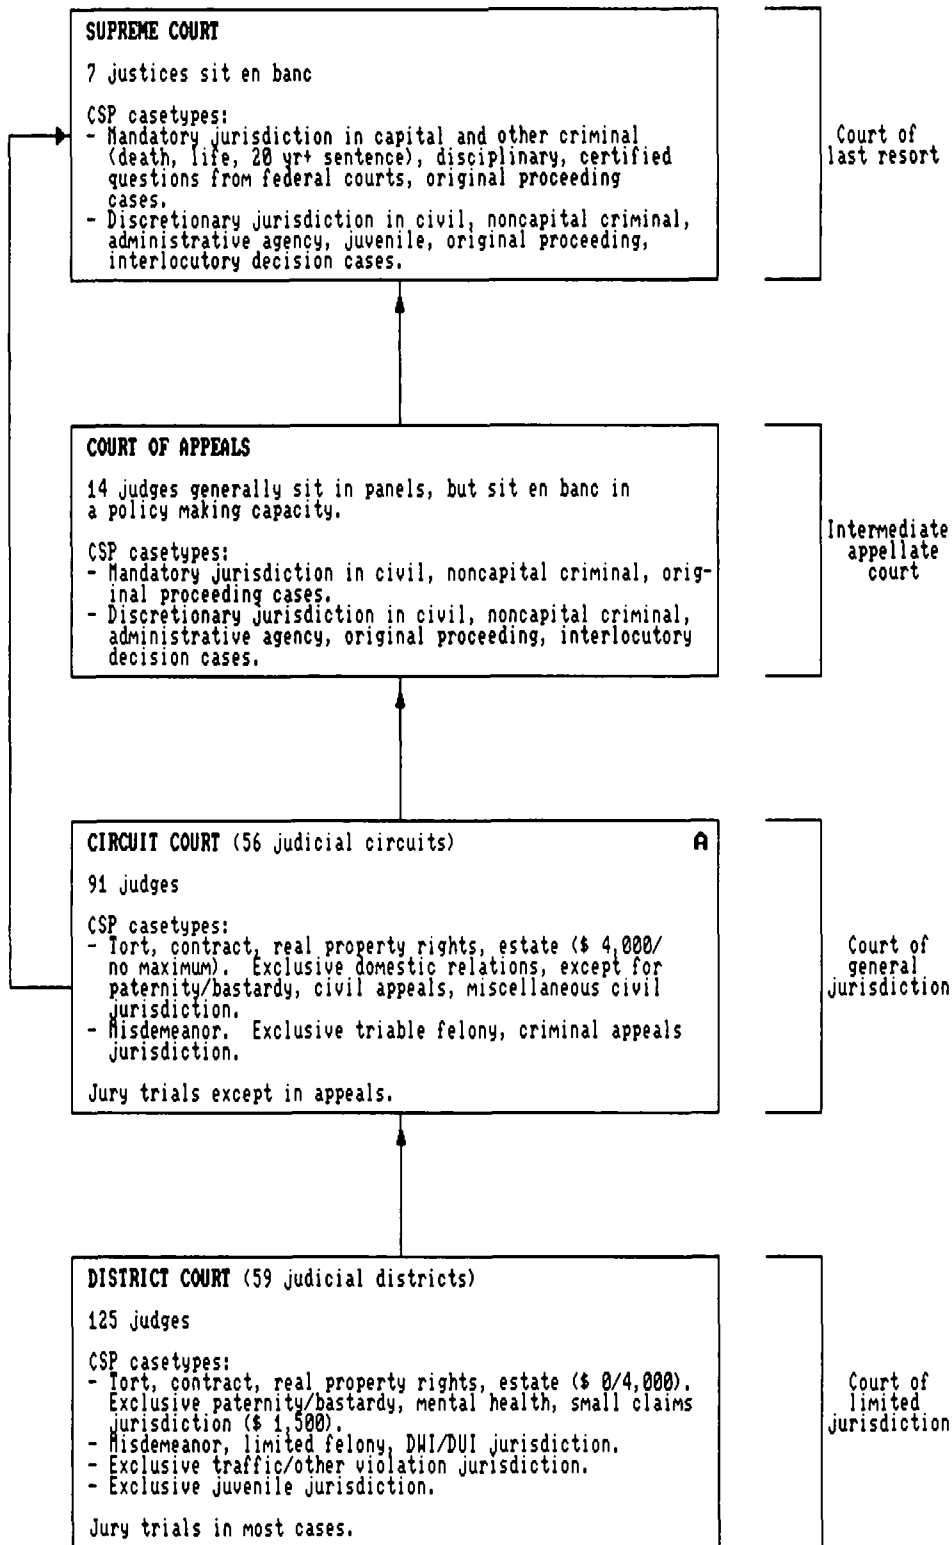 SUPREME COURT
7 justices sit en banc
CSP casetypes:
- Mandatory jurisdiction in capital and other criminal
(death, life, 20 yr+ sentence), disciplinary, certified
questions from federal courts, original proceeding
cases.
- Discretionary jurisdiction in civil, noncapital criminal,
administrative agency, juvenile, original proceeding,
interlocutory decision cases.
Court of
last resort
COURT OF APPEALS
14 judges generally sit in panels, but sit en banc in
a policy making capacity.
CSP casetypes:
- Mandatory jurisdiction in civil, noncapital criminal, orig-
inal proceeding cases.
- Discretionary jurisdiction in civil, noncapital criminal,
administrative agency, original proceeding, interlocutory
decision cases.
Intermediate
appellate
court
CIRCUIT COURT (56 judicial circuits) A
91 judges
CSP casetypes:
- Tort, contract, real property rights, estate ($ 4,000/
no maximum). Exclusive domestic relations, except for
paternity/bastardy, civil appeals, miscellaneous civil
jurisdiction.
- Misdemeanor. Exclusive triable felony, criminal appeals
jurisdiction.
Jury trials except in appeals.
Court of
general
jurisdiction
DISTRICT COURT (59 judicial districts)
125 judges
CSP casetypes:
- Tort, contract, real property rights, estate ($ 0/4,000).
Exclusive paternity/bastardy, mental health, small claims
jurisdiction ($ 1,500).
- Misdemeanor, limited felony, DWI/DUI jurisdiction.
- Exclusive traffic/other violation jurisdiction.
- Exclusive juvenile jurisdiction.
Jury trials in most cases.
Court of
limited
jurisdiction